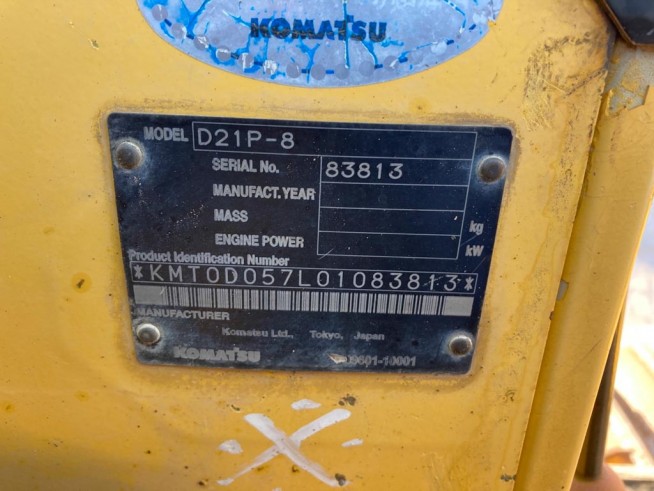 KOMATSU
MODEL D21P-8
SERIAL No. 83813
MANUFACT. YEAR
MASS kg
ENGINE POWER kW
Product Identification Number
*KMT0D057L01083813*
MANUFACTURER
Komatsu Ltd., Tokyo, Japan
KOMATSU